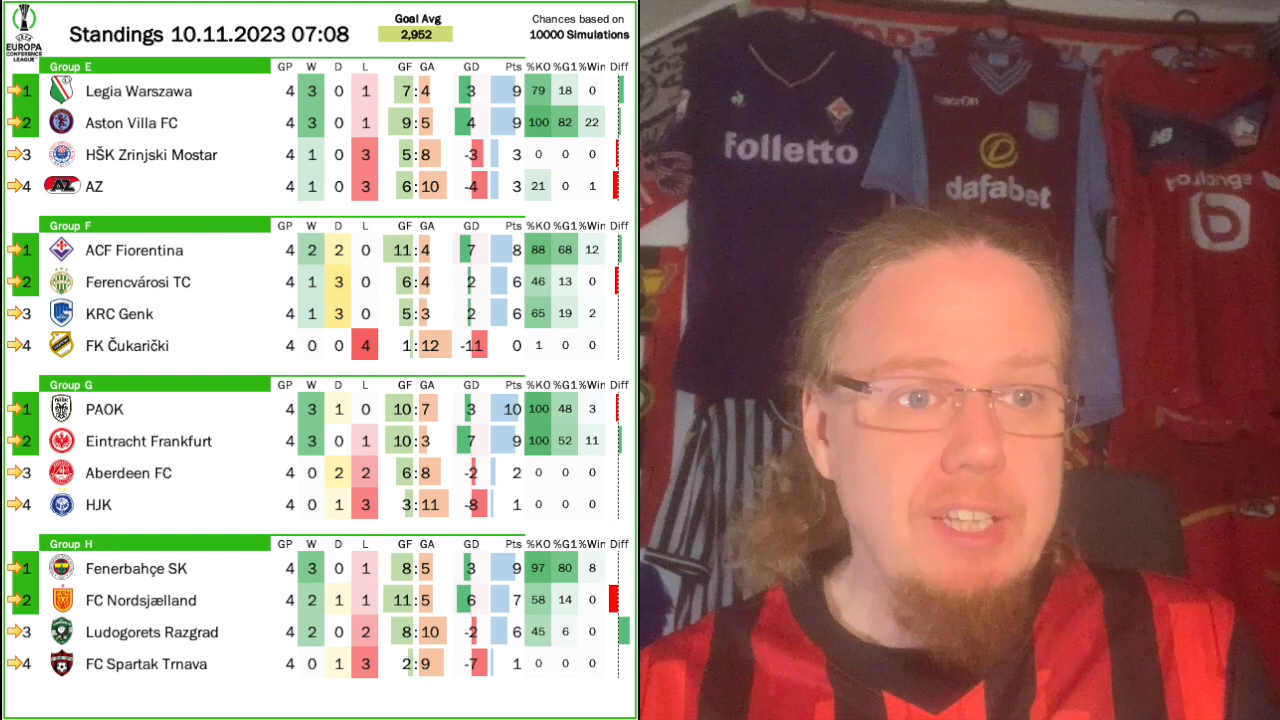 UEFA
EUROPA
CONFERENCE
LEAGUE
Standings 10.11.2023 07:08
Goal Avg
2,952
Chances based on
10000 Simulations
Group E GP W D L GF GA GD Pts %KO %G1 %Win Diff
1 Legia Warszawa 4 3 0 1 7:4 3 9 79 18 0
2 Aston Villa FC 4 3 0 1 9:5 4 9 100 82 22
3 HŠK Zrinjski Mostar 4 1 0 3 5:8 -3 3 0 0 0
4 AZ 4 1 0 3 6:10 -4 3 21 0 1
Group F GP W D L GF GA GD Pts %KO %G1 %Win Diff
1 ACF Fiorentina 4 2 2 0 11:4 7 8 88 68 12
2 Ferencvárosi TC 4 1 3 0 6:4 2 6 46 13 0
3 KRC Genk 4 1 3 0 5:3 2 6 65 19 2
4 FK Čukarički 4 0 0 4 1:12 -11 0 1 0 0
Group G GP W D L GF GA GD Pts %KO %G1 %Win Diff
1 PAOK 4 3 1 0 10:7 3 10 100 48 3
2 Eintracht Frankfurt 4 3 0 1 10:3 7 9 100 52 11
3 Aberdeen FC 4 0 2 2 6:8 -2 2 0 0 0
4 HJK 4 0 1 3 3:11 -8 1 0 0 0
Group H GP W D L GF GA GD Pts %KO %G1 %Win Diff
1 Fenerbahçe SK 4 3 0 1 8:5 3 9 97 80 8
2 FC Nordsjælland 4 2 1 1 11:5 6 7 58 14 0
3 Ludogorets Razgrad 4 2 0 2 8:10 -2 6 45 6 0
4 FC Spartak Trnava 4 0 1 3 2:9 -7 1 0 0 0
folletto
macron
dafabet
boulanger